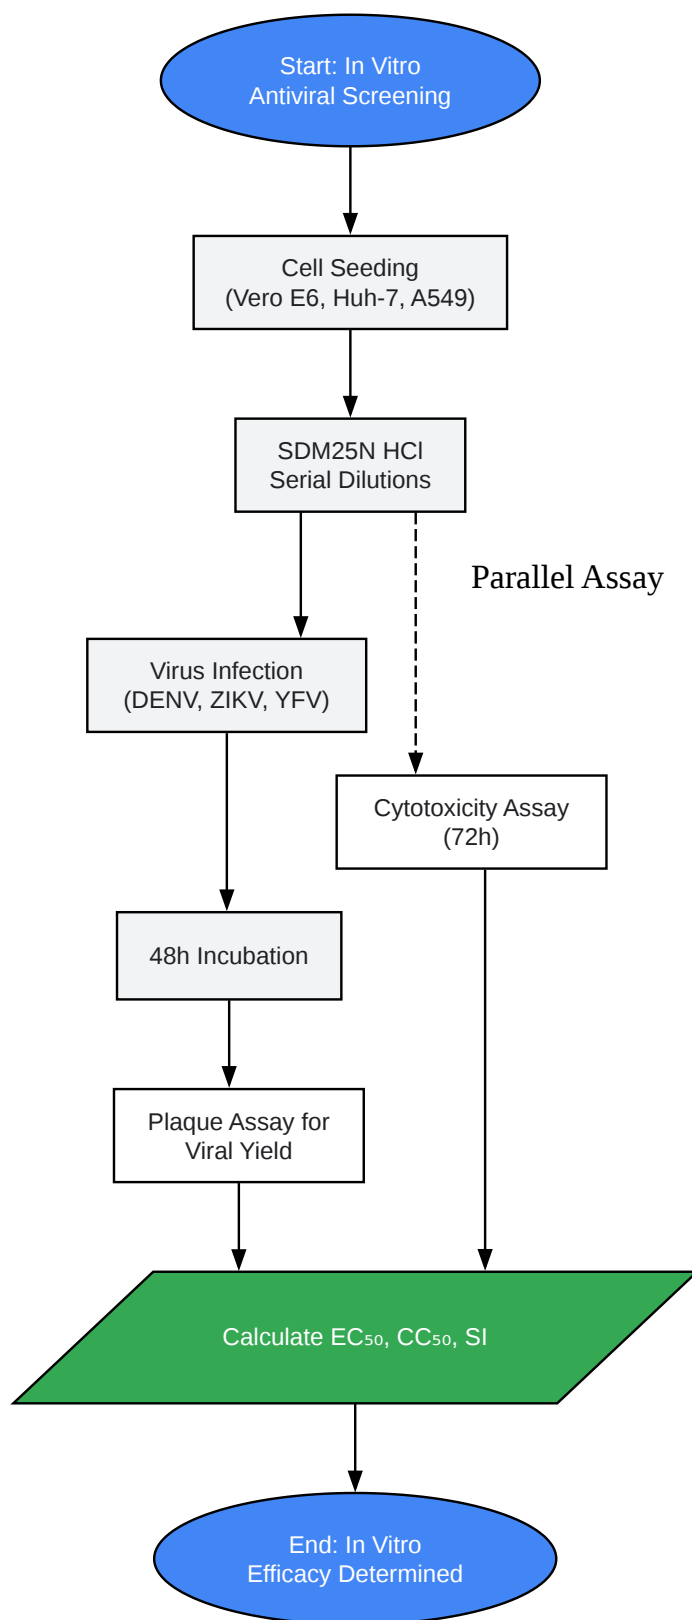 Start: In Vitro
Antiviral Screening
Cell Seeding
(Vero E6, Huh-7, A549)
SDM25N HCl
Serial Dilutions
Parallel Assay
Virus Infection
(DENV, ZIKV, YFV)
Cytotoxicity Assay
(72h)
48h Incubation
Plaque Assay for
Viral Yield
Calculate EC₅₀, CC₅₀, SI
End: In Vitro
Efficacy Determined